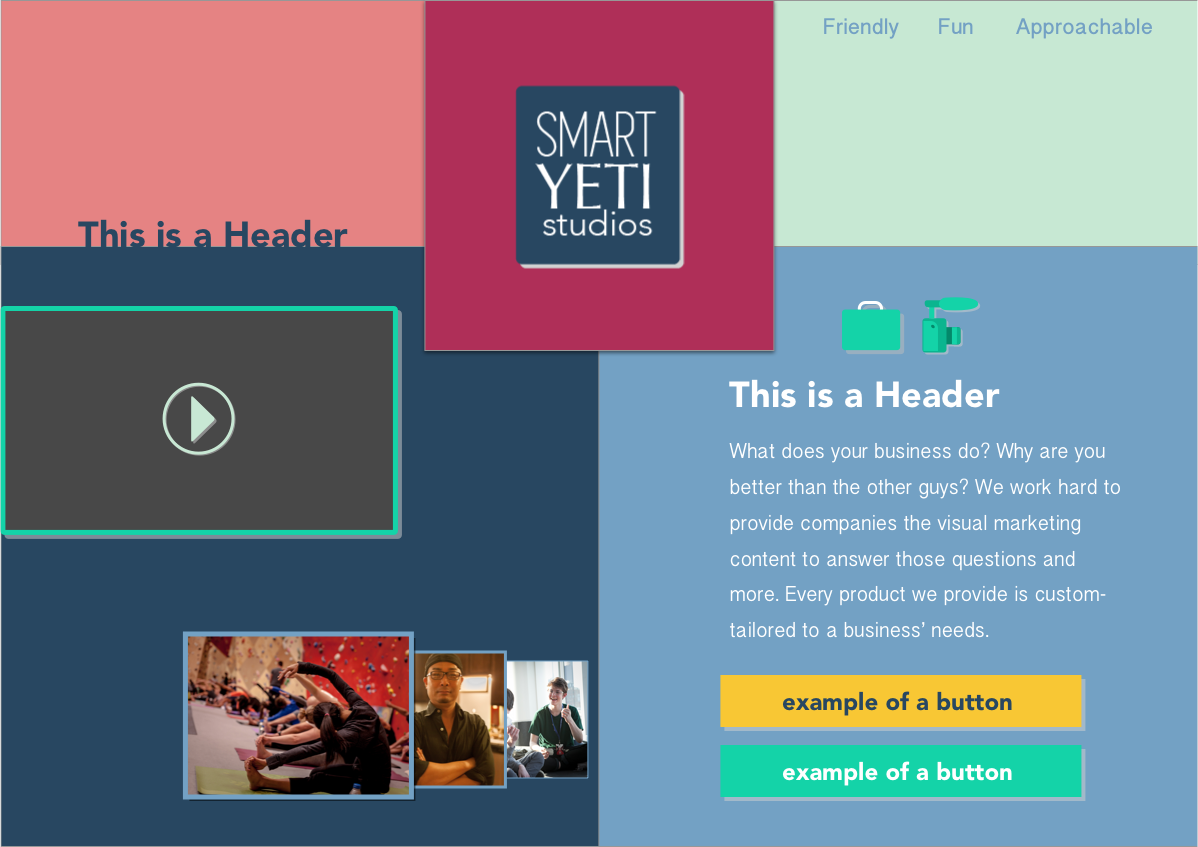 Friendly Fun Approachable
SMART
YETI
studios
This is a Header
This is a Header
What does your business do? Why are you
better than the other guys? We work hard to
provide companies the visual marketing
content to answer those questions and
more. Every product we provide is custom-
tailored to a business’ needs.
example of a button
example of a button